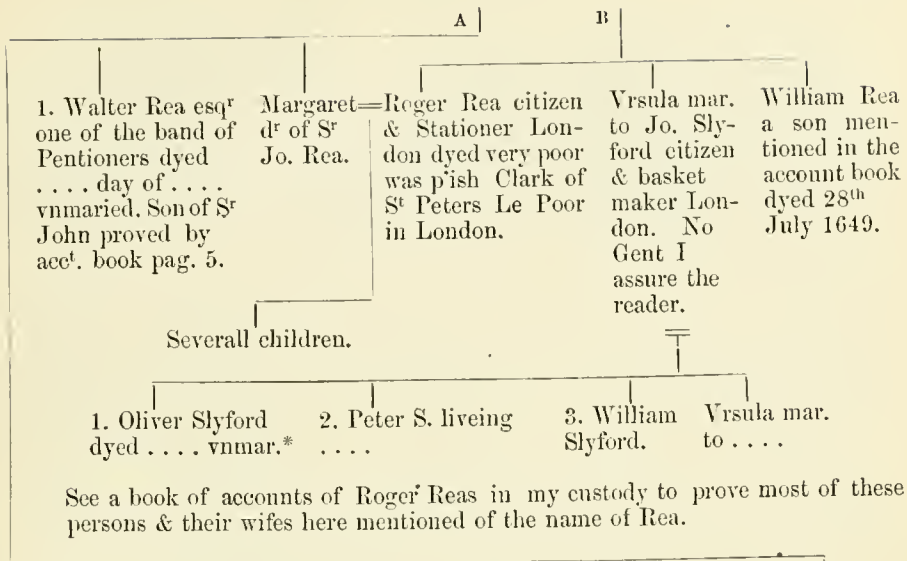 A
B
1. Walter Rea esqʳ
one of the band of
Pentioners dyed
. . . . day of . . . .
vnmaried. Son of Sʳ
John proved by
accᵗ. book pag. 5.
Margaret=
dʳ of Sʳ
Jo. Rea.
Roger Rea citizen
& Stationer Lon-
don dyed very poor
was p'ish Clark of
Sᵗ Peters Le Poor
in London.
Vrsula mar.
to Jo. Sly-
ford citizen
& basket
maker Lon-
don. No
Gent I
assure the
reader.
William Rea
a son men-
tioned in the
account book
dyed 28ᵗʰ
July 1649.
Severall children.
1. Oliver Slyford
dyed . . . . vnmar.*
2. Peter S. liveing
. . . .
3. William
Slyford.
Vrsula mar.
to . . . .
See a book of accounts of Roger Reas in my custody to prove most of these
persons & their wifes here mentioned of the name of Rea.